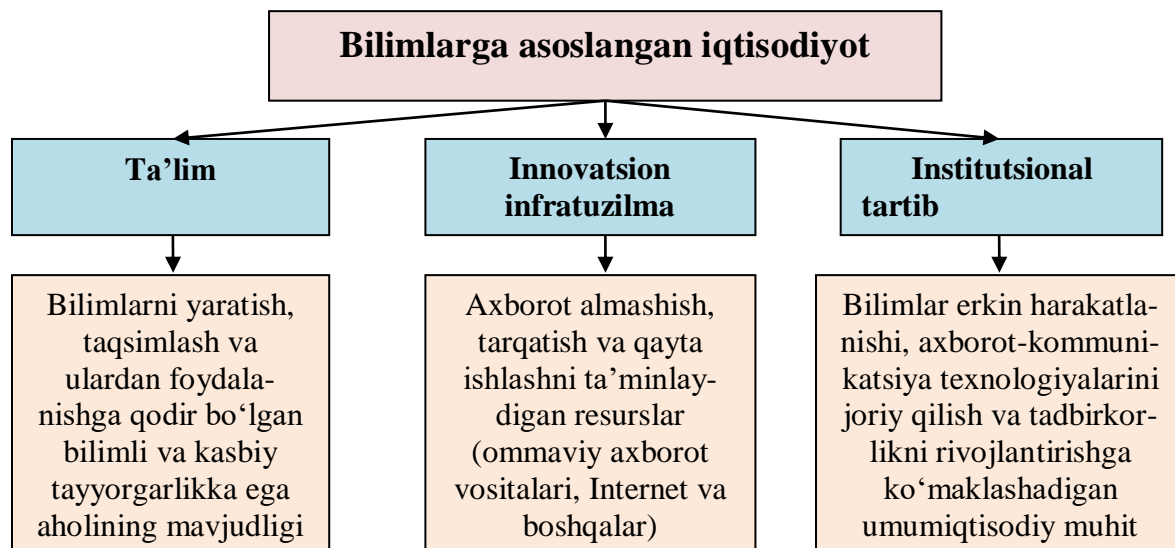 Bilimlarga asoslangan iqtisodiyot
Ta’lim
Innovatsion
infratuzilma
Institutsional
tartib
Bilimlarni yaratish,
taqsimlash va
ulardan foydala-
nishga qodir bo‘lgan
bilimli va kasbiy
tayyorgarlikka ega
aholining mavjudligi
Axborot almashish,
tarqatish va qayta
ishlashni ta’minlay-
digan resurslar
(ommaviy axborot
vositalari, Internet va
boshqalar)
Bilimlar erkin harakatla-
nishi, axborot-kommuni-
katsiya texnologiyalarini
joriy qilish va tadbirkor-
likni rivojlantirishga
ko‘maklashadigan
umumiqtisodiy muhit